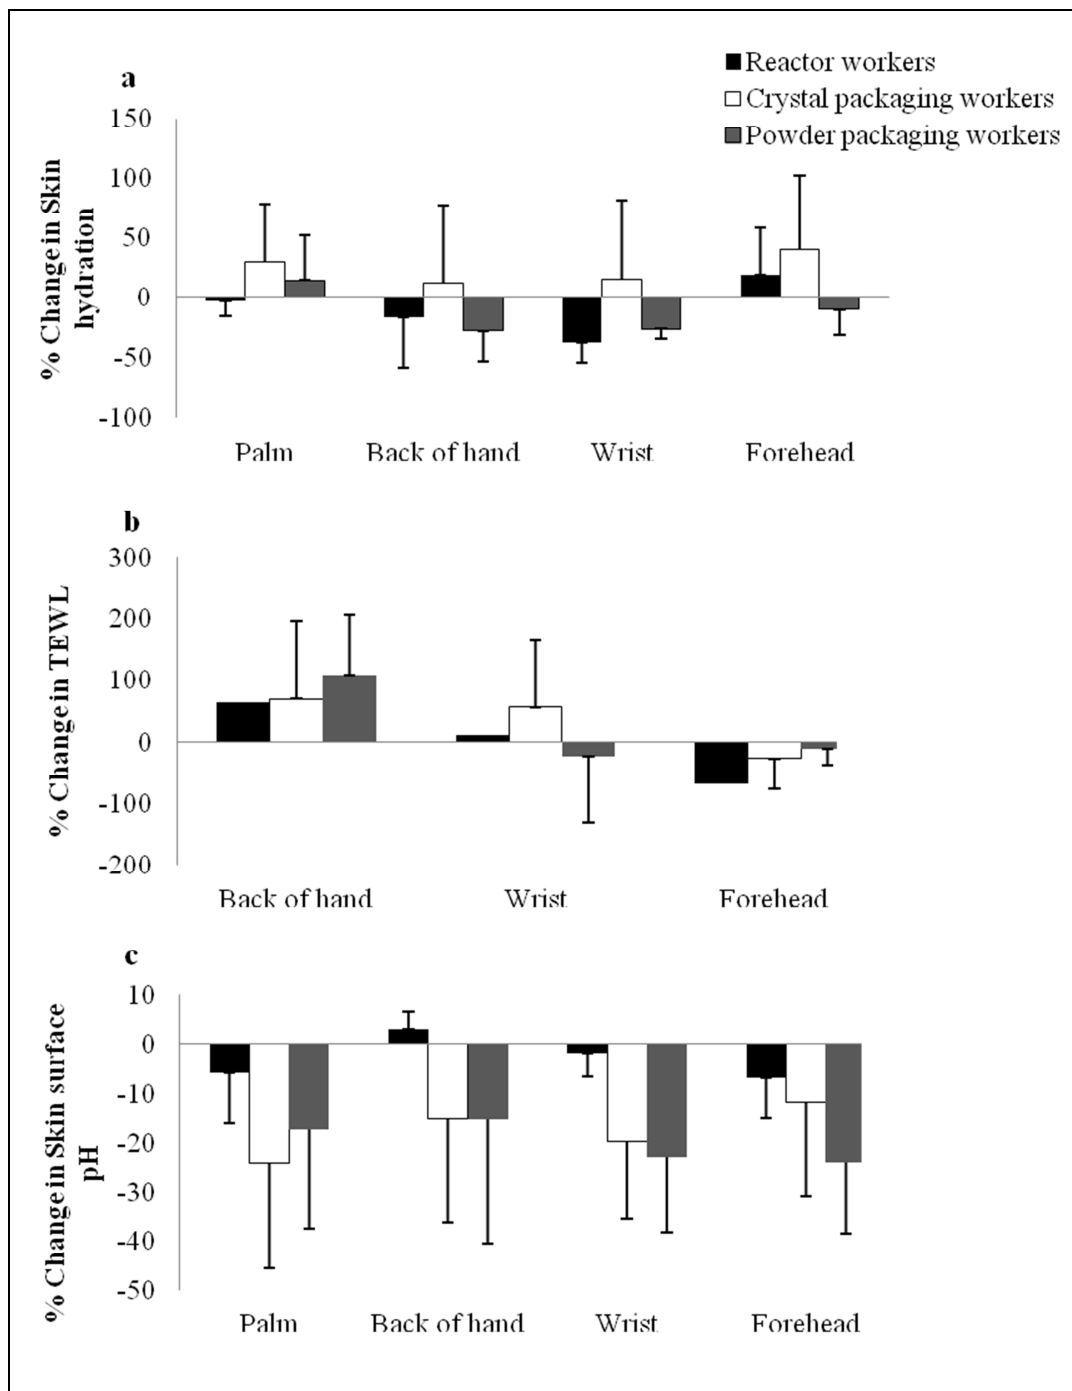 a
Reactor workers
Crystal packaging workers
Powder packaging workers
% Change in Skin
hydration
150
100
50
0
-50
-100
Palm Back of hand Wrist Forehead
b
% Change in TEWL
300
200
100
0
-100
-200
Back of hand Wrist Forehead
c
% Change in Skin surface
pH
10
0
-10
-20
-30
-40
-50
Palm Back of hand Wrist Forehead